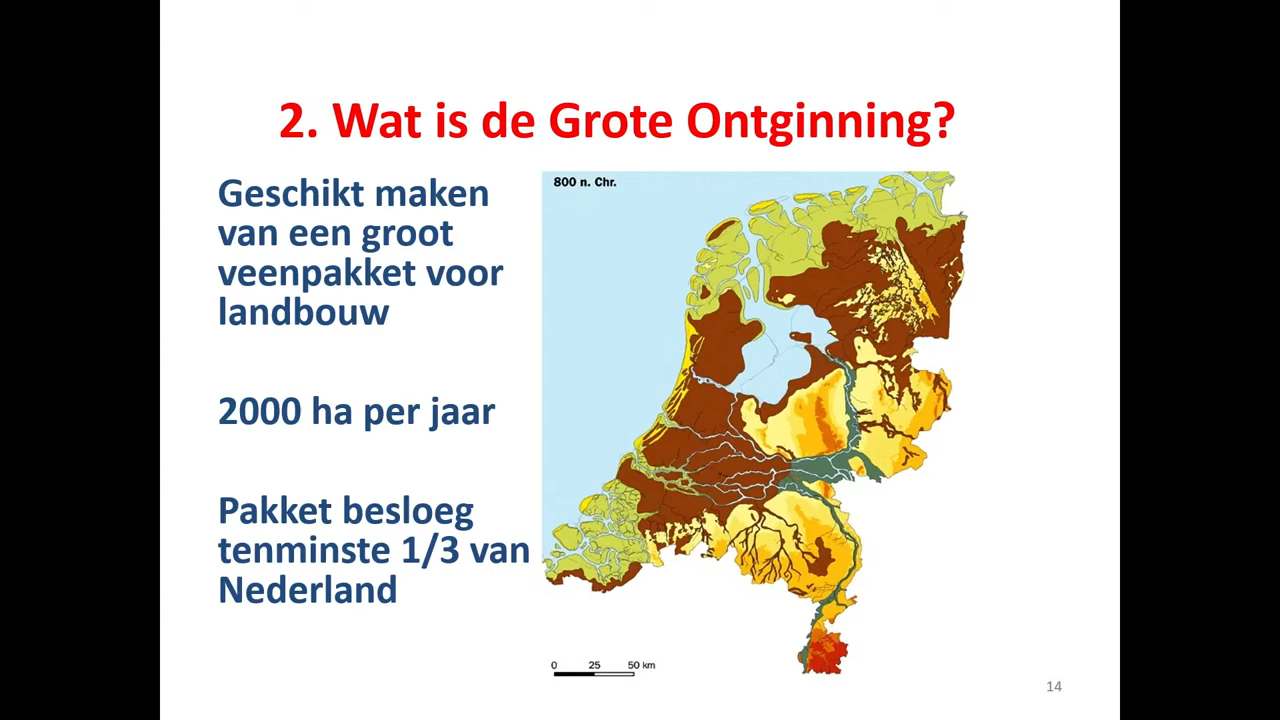 2. Wat is de Grote Ontginning?
Geschikt maken
van een groot
veenpakket voor
landbouw
2000 ha per jaar
Pakket besloeg
tenminste 1/3 van
Nederland
800 n. Chr.
0 25 50 km
14